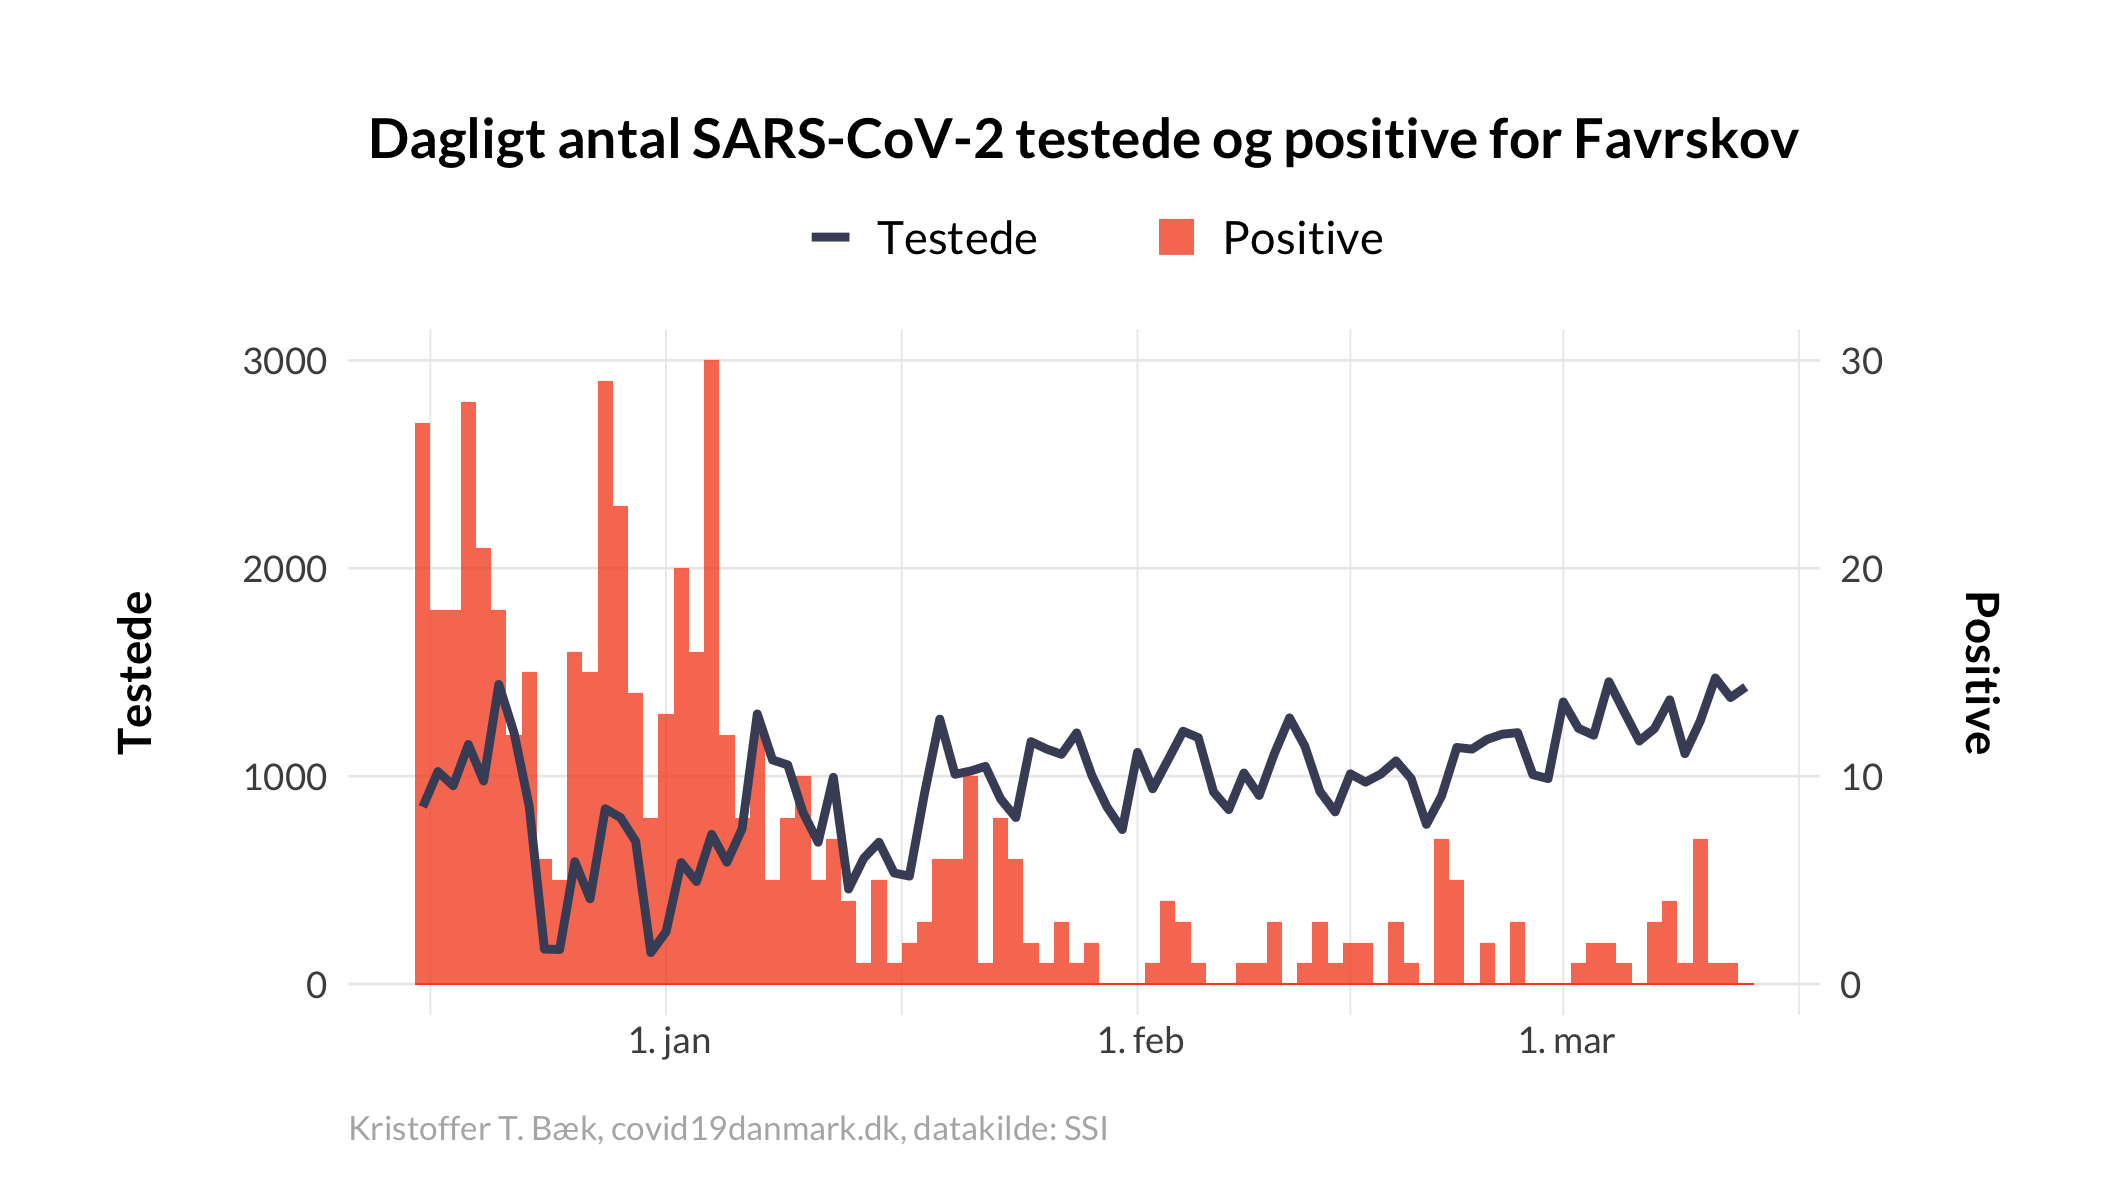 Dagligt antal SARS-CoV-2 testede og positive for Favrskov
Testede
Positive
3000
2000
1000
0
Testede
30
20
10
0
Positive
1. jan
1. feb
1. mar
Kristoffer T. Bæk, covid19danmark.dk, datakilde: SSI